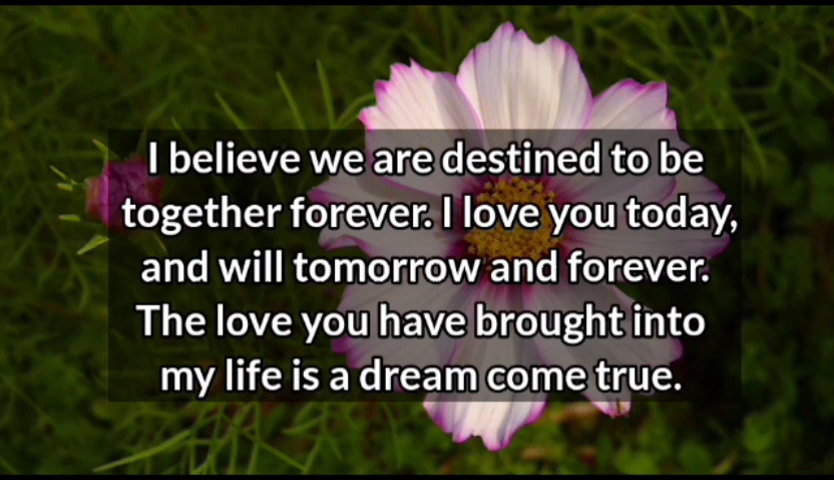 I believe we are destined to be
together forever. I love you today,
and will tomorrow and forever.
The love you have brought into
my life is a dream come true.